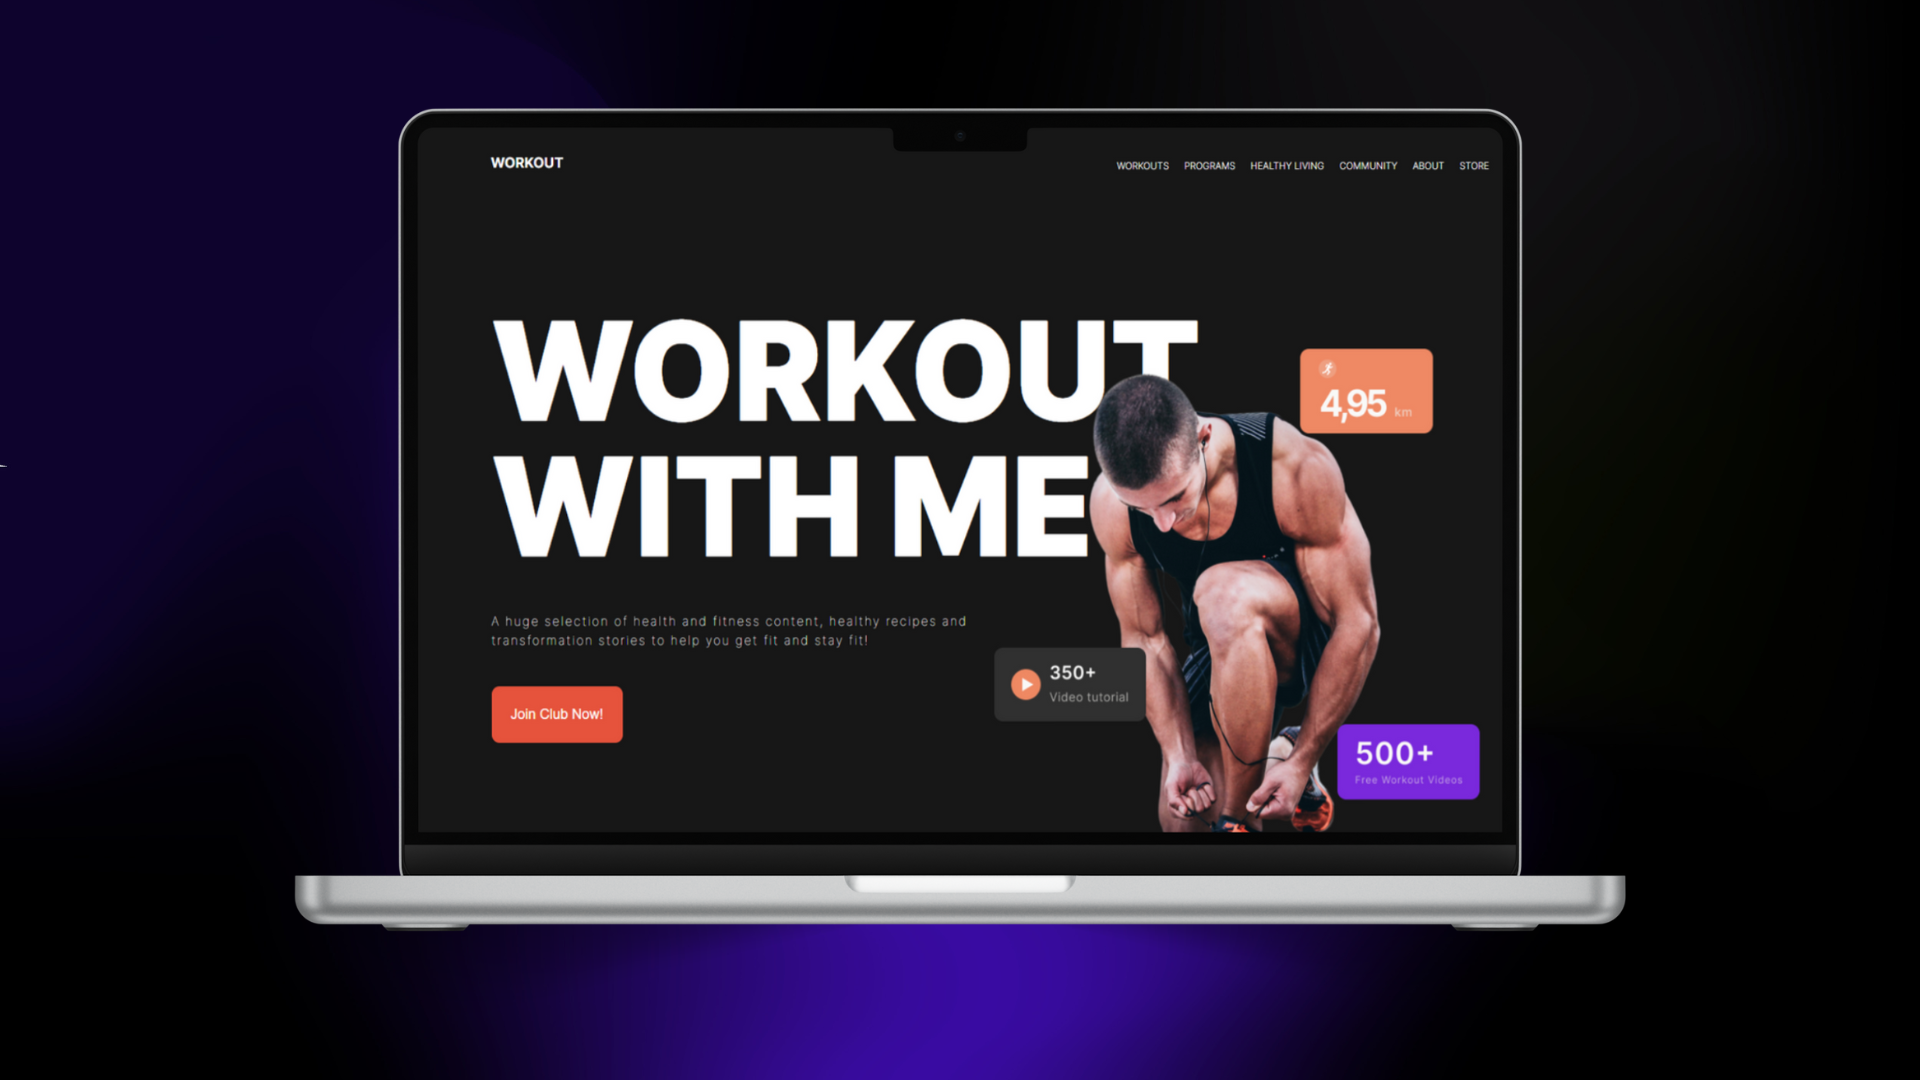 WORKOUT
WORKOUTS PROGRAMS HEALTHY LIVING COMMUNITY ABOUT STORE
WORKOUT
WITH ME
4,95 km
A huge selection of health and fitness content, healthy recipes and
transformation stories to help you get fit and stay fit!
350+
Video tutorial
Join Club Now!
500+
Free Workout Videos